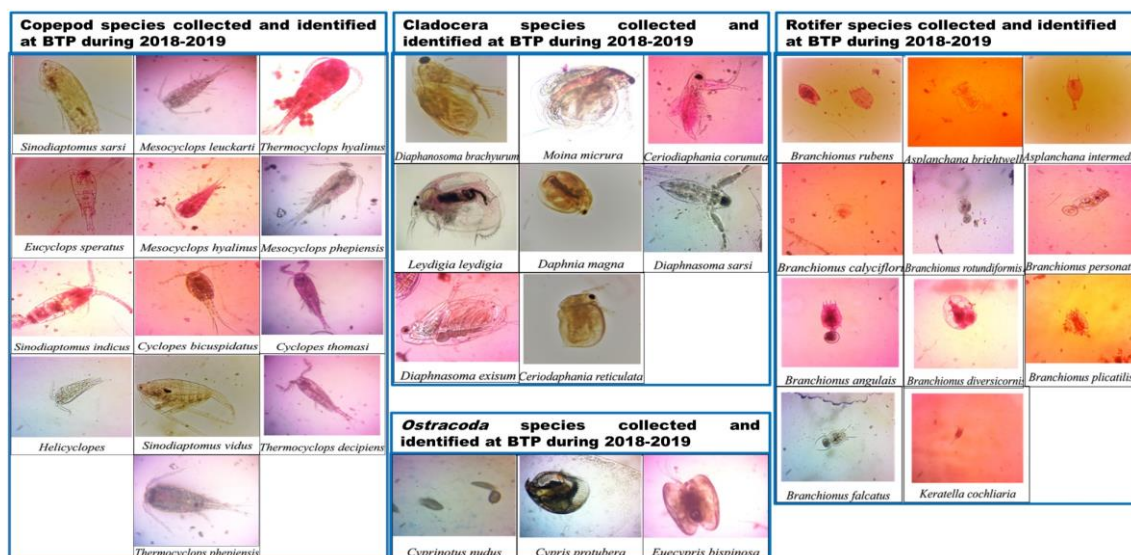 Copepod species collected and identified
at BTP during 2018-2019
Sinodiaptomus sarsi
Mesocyclops leuckarti
Thermocyclops hyalinus
Eucyclops speratus
Mesocyclops hyalinus
Mesocyclops phepiensis
Sinodiaptomus indicus
Cyclopes bicuspidatus
Cyclopes thomasi
Helicyclopes
Sinodiaptomus vidus
Thermocyclops decipiens
Thermocyclops phepiensis
Cladocera species collected and
identified at BTP during 2018-2019
Diaphanosoma brachyurum
Moina micrura
Ceriodiaphania corunuta
Leydigia leydigia
Daphnia magna
Diaphnasoma sarsi
Diaphnasoma exisum
Ceriodaphania reticulata
Ostracoda species collected and
identified at BTP during 2018-2019
Cyprinotus nudus
Cypris protubera
Euecypris bispinosa
Rotifer species collected and identified
at BTP during 2018-2019
Branchionus rubens
Asplanchana brightwell
Asplanchana intermed
Branchionus calyciflor
Branchionus rotundiformis
Branchionus personat
Branchionus angulais
Branchionus diversicornis
Branchionus plicatilis
Branchionus falcatus
Keratella cochliaria